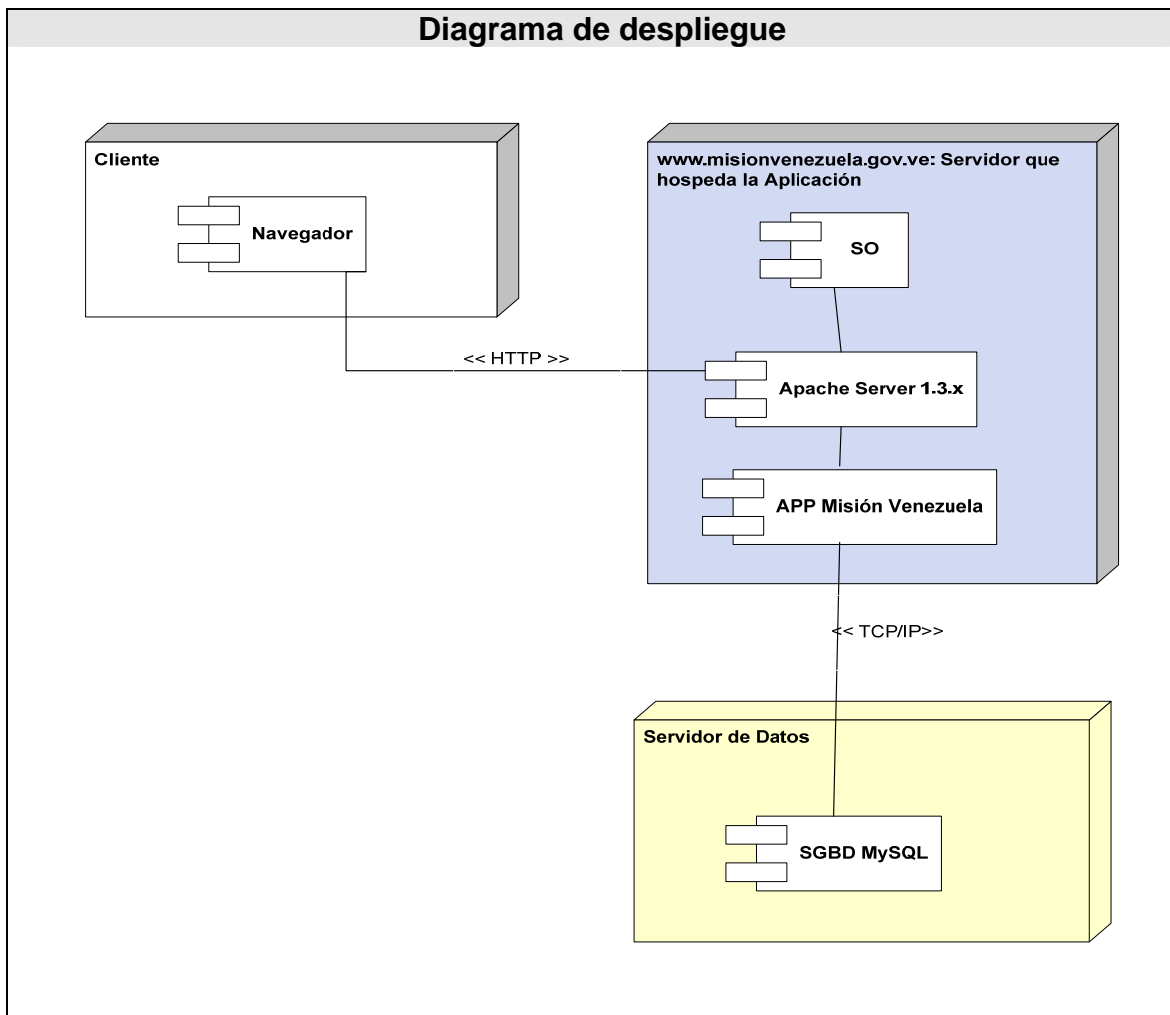 Diagrama de despliegue
Cliente
Navegador
<< HTTP >>
www.misionvenezuela.gov.ve: Servidor que
hospeda la Aplicación
SO
Apache Server 1.3.x
APP Misión Venezuela
<< TCP/IP>>
Servidor de Datos
SGBD MySQL